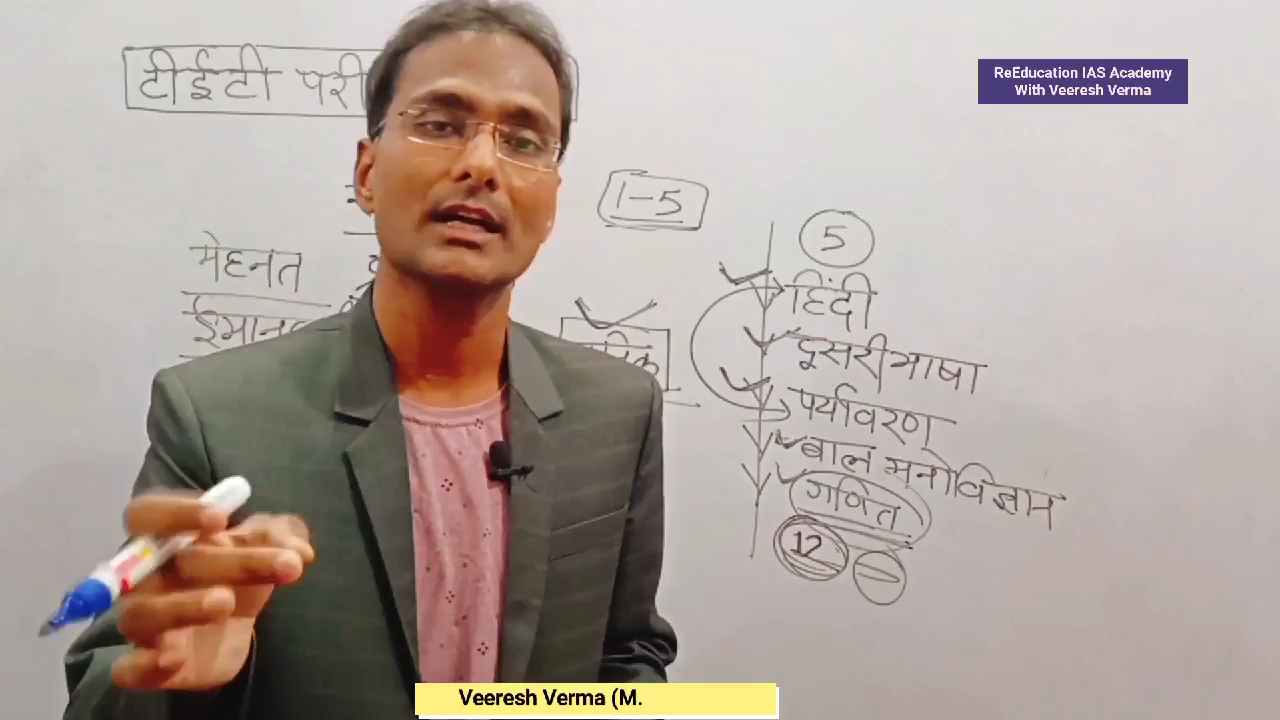 टीईटी परी
ReEducation IAS Academy
With Veeresh Verma
1-5
5
मेहनत
हिंदी
दूसरी भाषा
पर्यावरण
बाल मनोविज्ञान
गणित
12
Veeresh Verma (M.